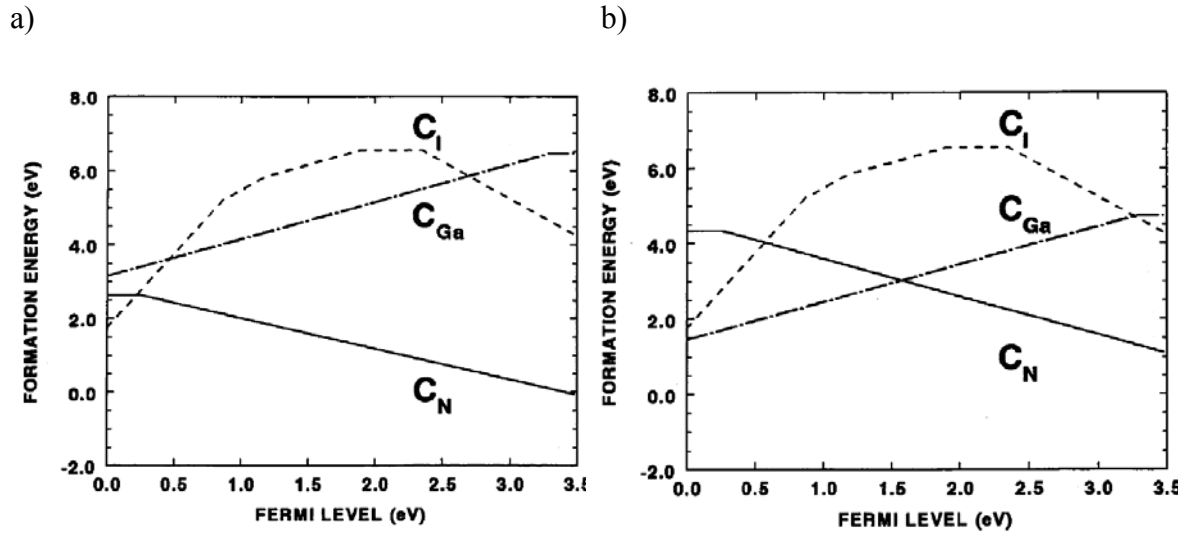 a)
8.0
6.0
4.0
2.0
0.0
-2.0
FORMATION ENERGY (eV)
C_I
C_Ga
C_N
0.0 0.5 1.0 1.5 2.0 2.5 3.0 3.5
FERMI LEVEL (eV)
b)
8.0
6.0
4.0
2.0
0.0
-2.0
FORMATION ENERGY (eV)
C_I
C_Ga
C_N
0.0 0.5 1.0 1.5 2.0 2.5 3.0 3.5
FERMI LEVEL (eV)